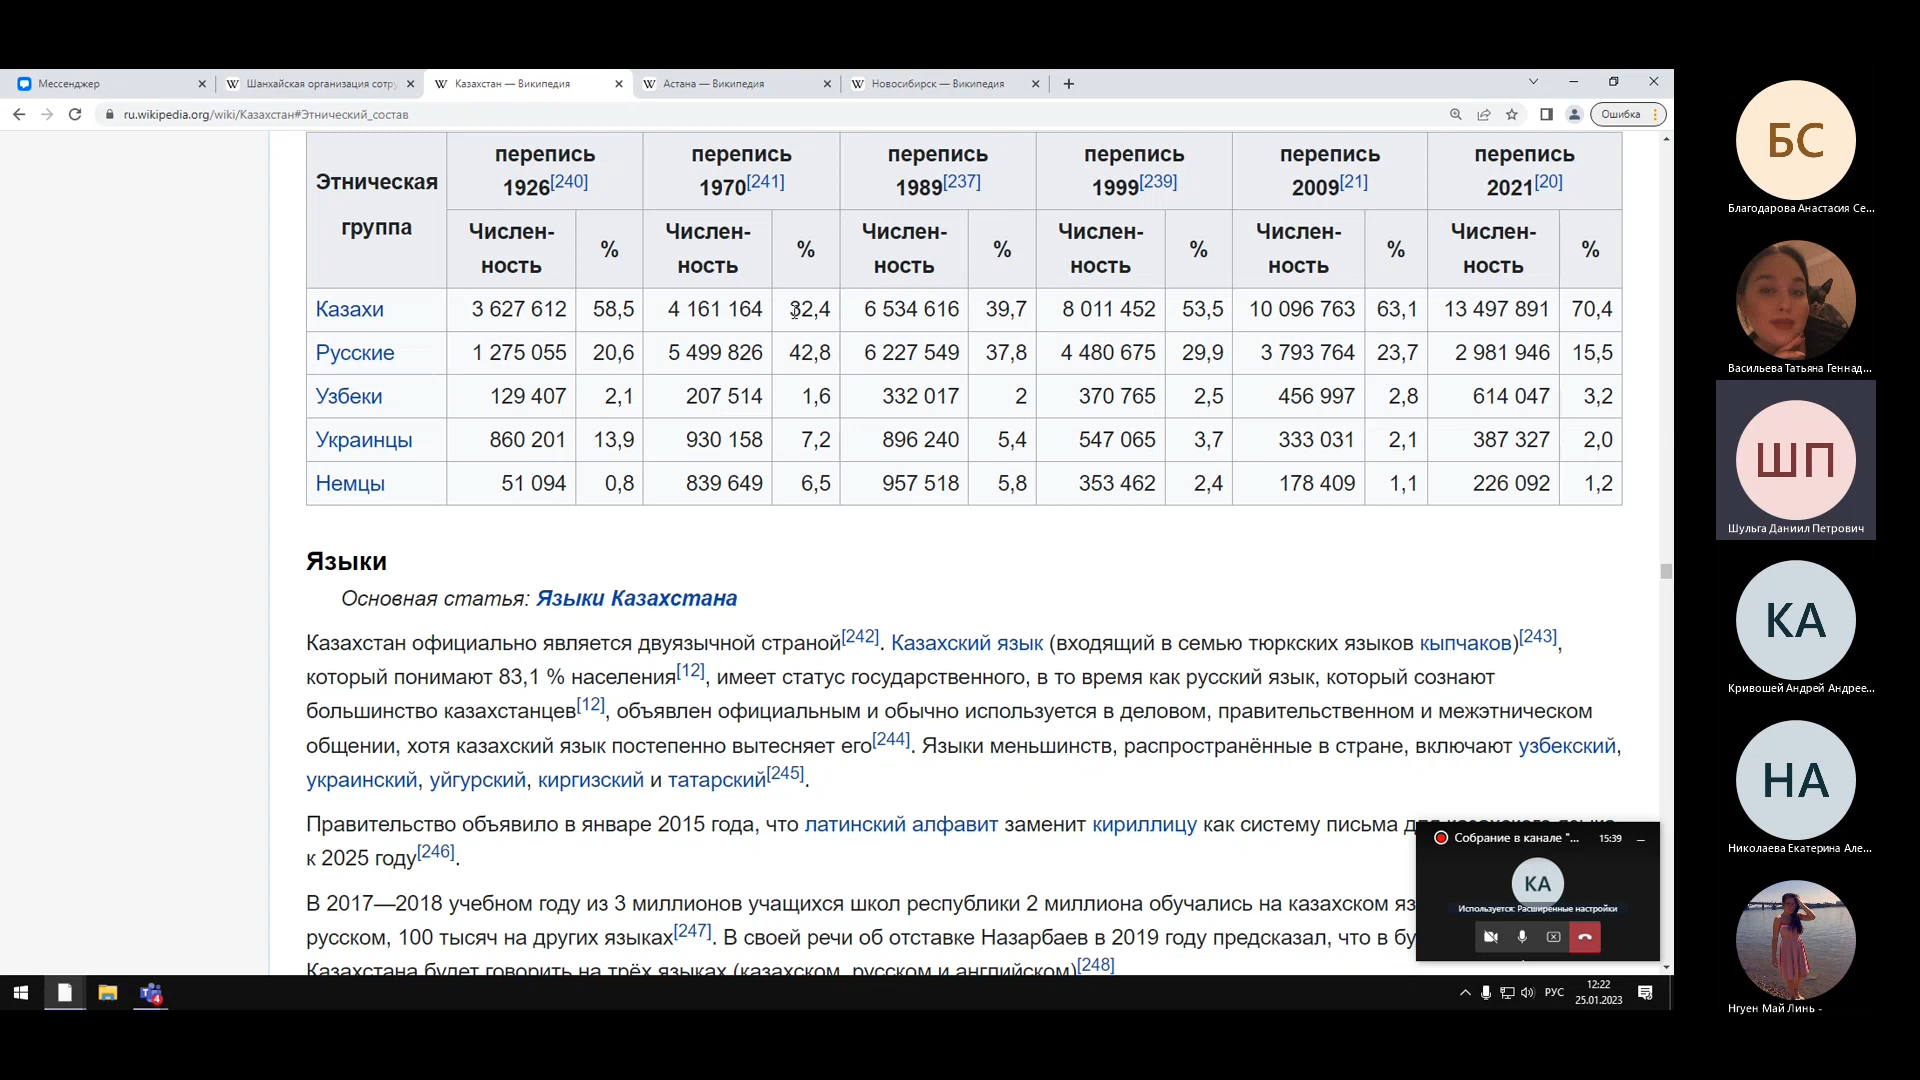 Мессенджер
Шанхайская организация сотру
Казахстан — Википедия
Астана — Википедия
Новосибирск — Википедия
ru.wikipedia.org/wiki/Казахстан#Этнический_состав
Ошибка
Этническая группа | перепись 1926[240] | перепись 1970[241] | перепись 1989[237] | перепись 1999[239] | перепись 2009[21] | перепись 2021[20]
Числен-ность | % | Числен-ность | % | Числен-ность | % | Числен-ность | % | Числен-ность | % | Числен-ность | %
Казахи 3 627 612 58,5 4 161 164 32,4 6 534 616 39,7 8 011 452 53,5 10 096 763 63,1 13 497 891 70,4
Русские 1 275 055 20,6 5 499 826 42,8 6 227 549 37,8 4 480 675 29,9 3 793 764 23,7 2 981 946 15,5
Узбеки 129 407 2,1 207 514 1,6 332 017 2 370 765 2,5 456 997 2,8 614 047 3,2
Украинцы 860 201 13,9 930 158 7,2 896 240 5,4 547 065 3,7 333 031 2,1 387 327 2,0
Немцы 51 094 0,8 839 649 6,5 957 518 5,8 353 462 2,4 178 409 1,1 226 092 1,2
Языки
Основная статья: Языки Казахстана
Казахстан официально является двуязычной страной[242]. Казахский язык (входящий в семью тюркских языков кыпчаков)[243],
который понимают 83,1 % населения[12], имеет статус государственного, в то время как русский язык, который сознают
большинство казахстанцев[12], объявлен официальным и обычно используется в деловом, правительственном и межэтническом
общении, хотя казахский язык постепенно вытесняет его[244]. Языки меньшинств, распространённые в стране, включают узбекский,
украинский, уйгурский, киргизский и татарский[245].
Правительство объявило в январе 2015 года, что латинский алфавит заменит кириллицу как систему письма для казахского языка
к 2025 году[246].
В 2017—2018 учебном году из 3 миллионов учащихся школ республики 2 миллиона обучались на казахском яз
русском, 100 тысяч на других языках[247]. В своей речи об отставке Назарбаев в 2019 году предсказал, что в бу
Казахстана будет говорить на трёх языках (казахском, русском и английском)[248]
Собрание в канале "...
15:39
КА
Используется: Расширенные настройки
РУС
12:22
25.01.2023
БС
Благодарова Анастасия Се...
Васильева Татьяна Геннад...
ШП
Шульга Даниил Петрович
КА
Кривошей Андрей Андрее...
НА
Николаева Екатерина Але...
Нгуен Май Линь -